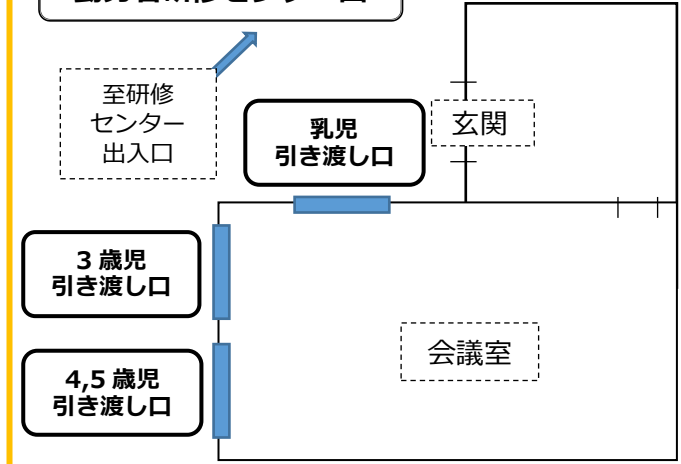 至研修
センター
出入口
乳児
引き渡し口
玄関
3 歳児
引き渡し口
4,5 歳児
引き渡し口
会議室